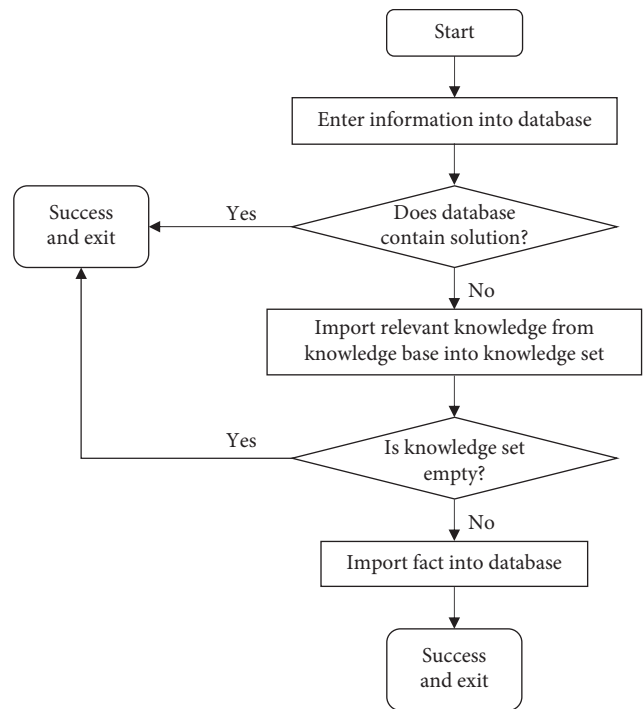 Start
Enter information into database
Does database
contain solution?
Yes
Success
and exit
No
Import relevant knowledge from
knowledge base into knowledge set
Is knowledge set
empty?
Yes
No
Import fact into database
Success
and exit